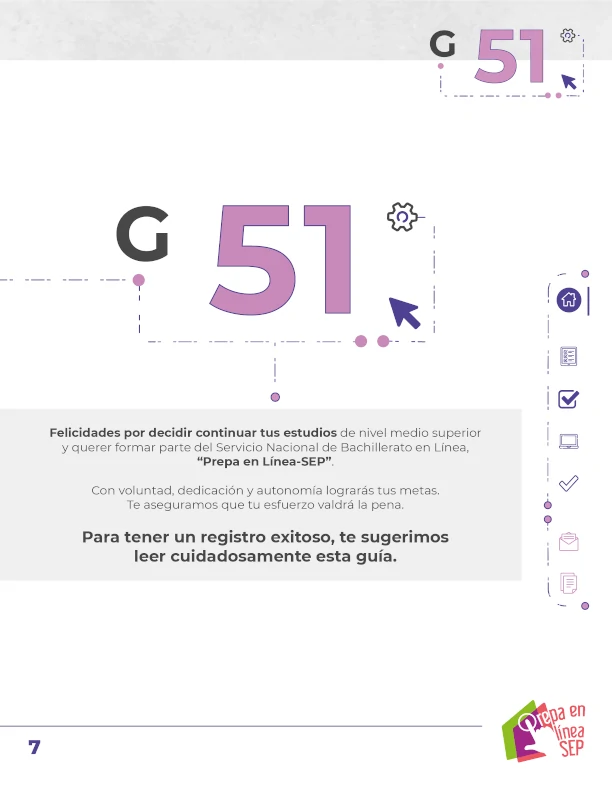 G 51
G 51
Felicidades por decidir continuar tus estudios de nivel medio superior
y querer formar parte del Servicio Nacional de Bachillerato en Línea,
“Prepa en Línea-SEP”.
Con voluntad, dedicación y autonomía lograrás tus metas.
Te aseguramos que tu esfuerzo valdrá la pena.
Para tener un registro exitoso, te sugerimos
leer cuidadosamente esta guía.
7
Prepa en
línea
SEP